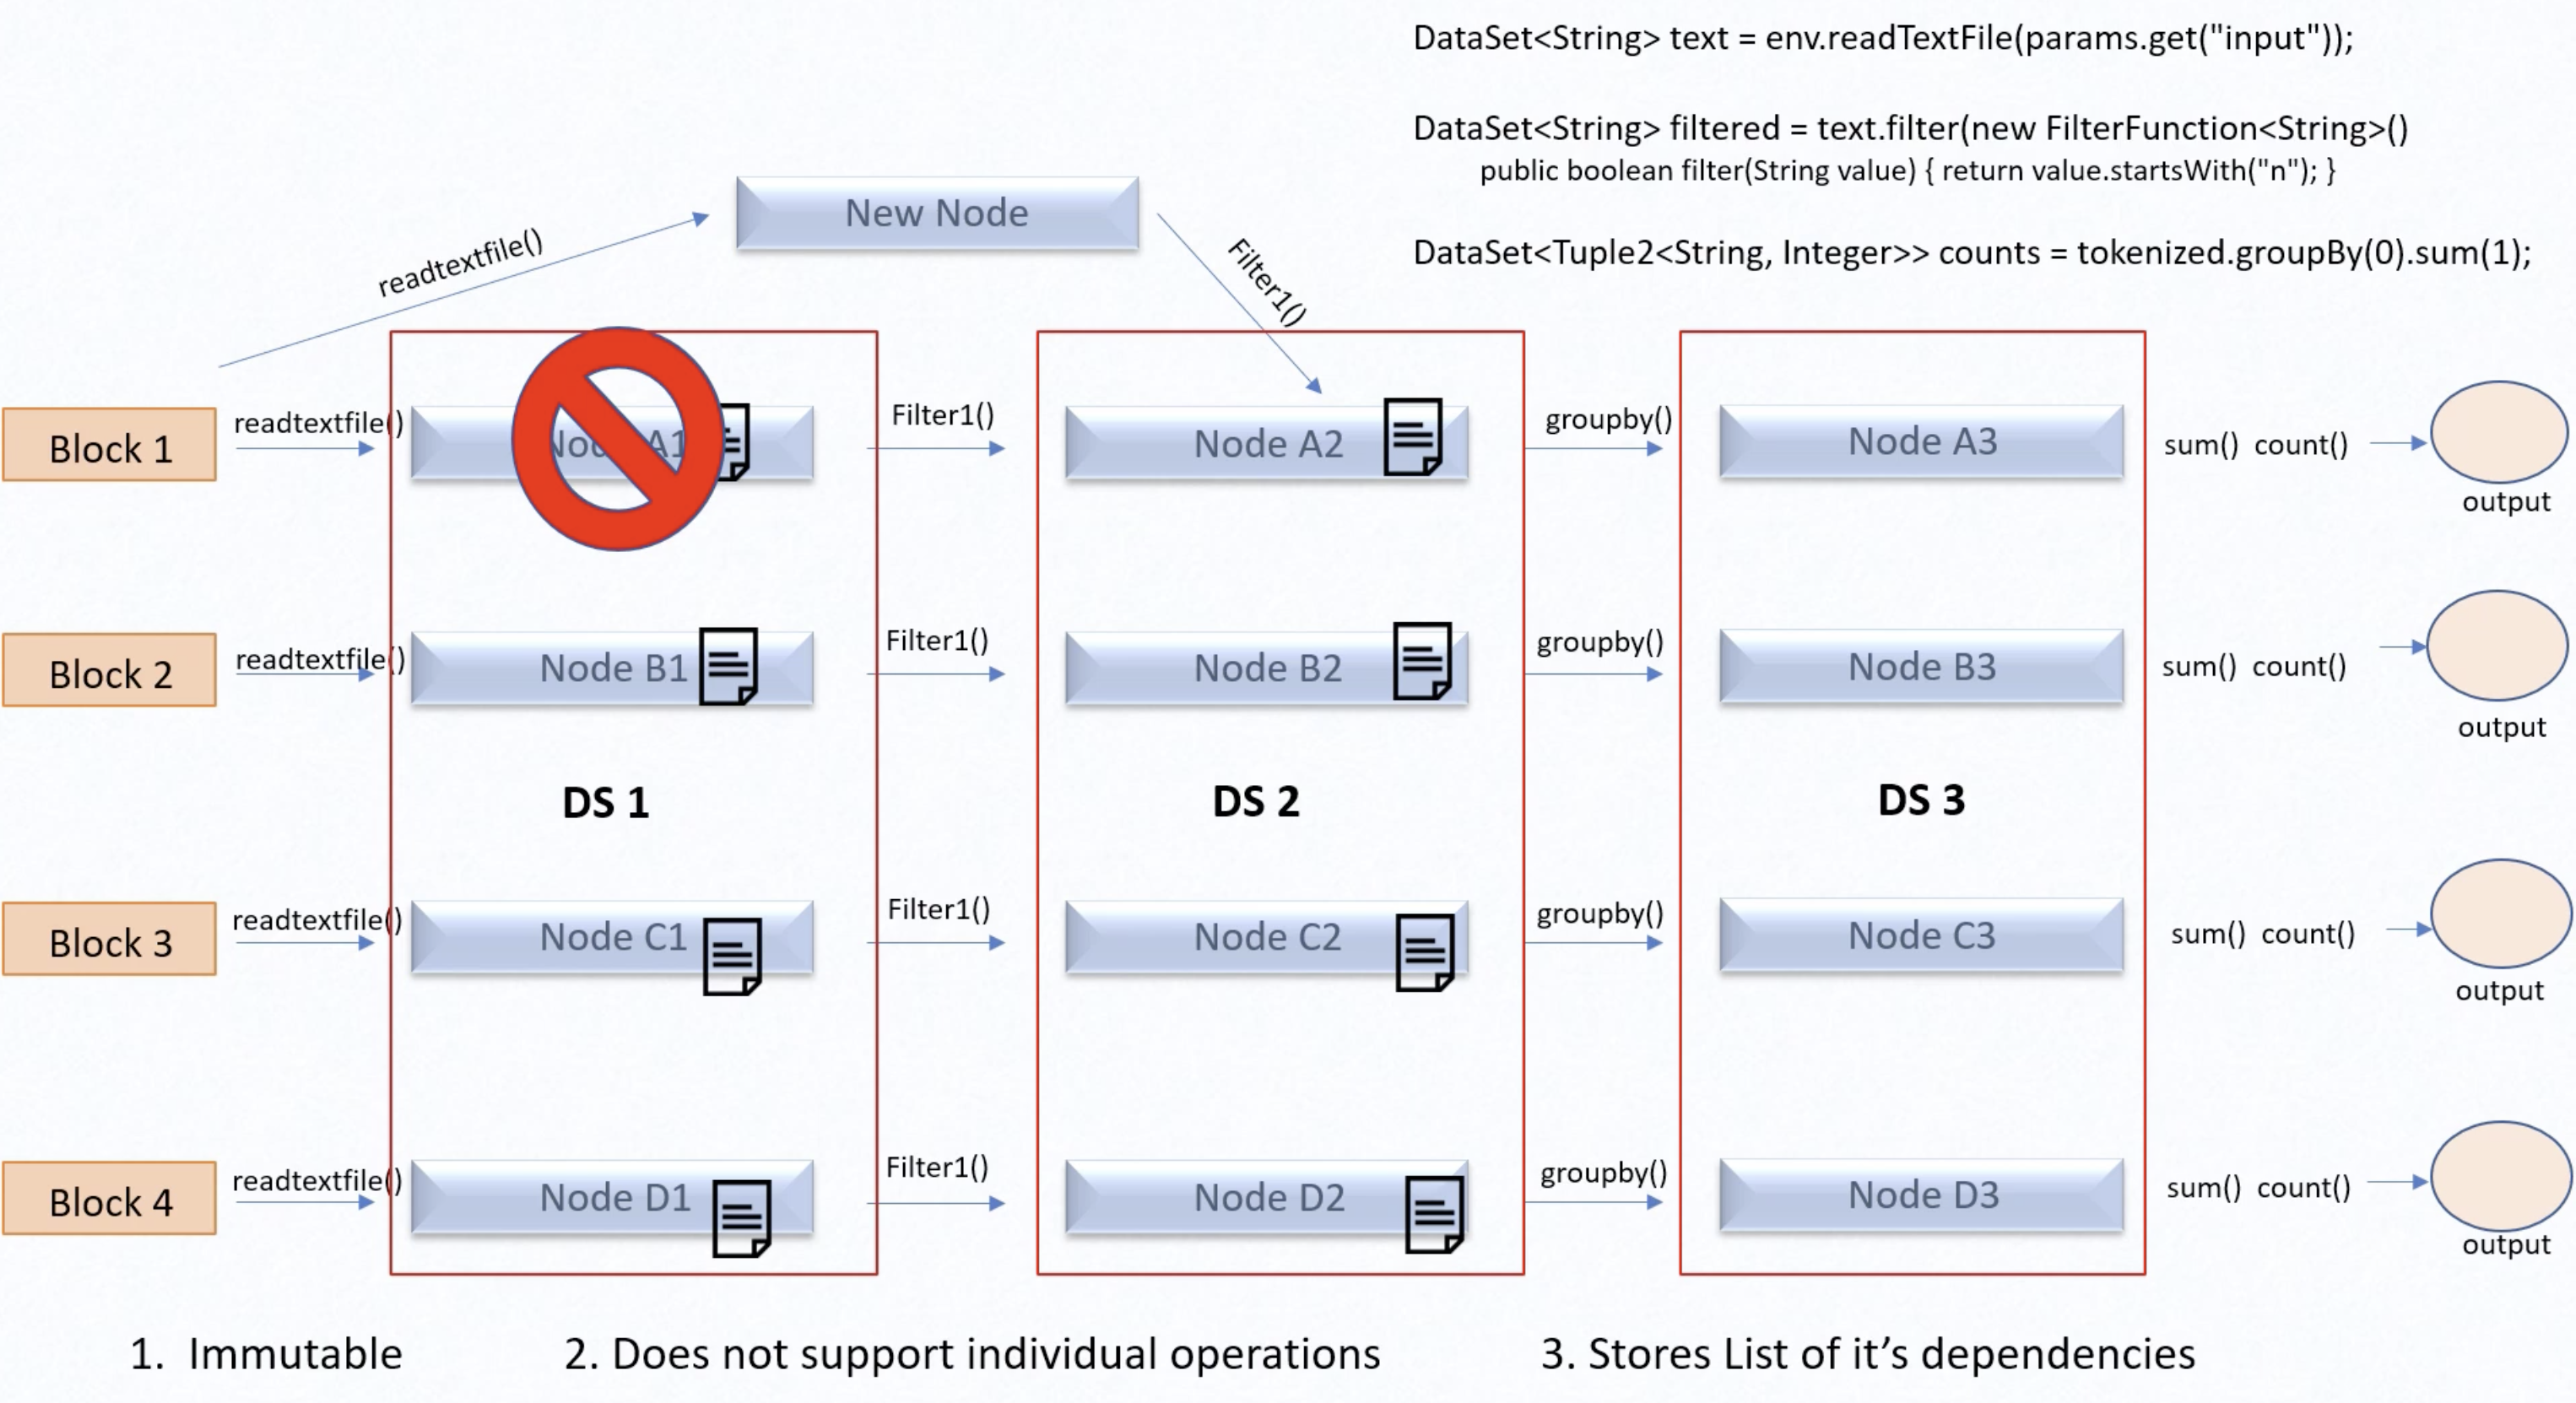 DataSet<String> text = env.readTextFile(params.get("input"));
DataSet<String> filtered = text.filter(new FilterFunction<String>()
public boolean filter(String value) { return value.startsWith("n"); }
DataSet<Tuple2<String, Integer>> counts = tokenized.groupBy(0).sum(1);
New Node
readtextfile()
Filter1()
Block 1
readtextfile()
Node A1
Filter1()
Node A2
groupby()
Node A3
sum() count()
output
Block 2
readtextfile()
Node B1
Filter1()
Node B2
groupby()
Node B3
sum() count()
output
DS 1
DS 2
DS 3
Block 3
readtextfile()
Node C1
Filter1()
Node C2
groupby()
Node C3
sum() count()
output
Block 4
readtextfile()
Node D1
Filter1()
Node D2
groupby()
Node D3
sum() count()
output
1. Immutable
2. Does not support individual operations
3. Stores List of it’s dependencies